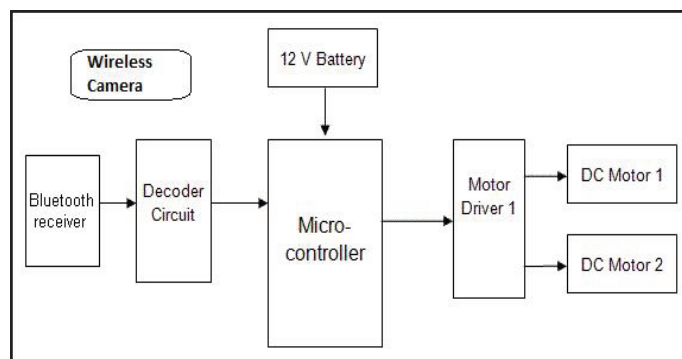 Wireless
Camera
12 V Battery
Bluetooth
receiver
Decoder
Circuit
Micro-
controller
Motor
Driver 1
DC Motor 1
DC Motor 2